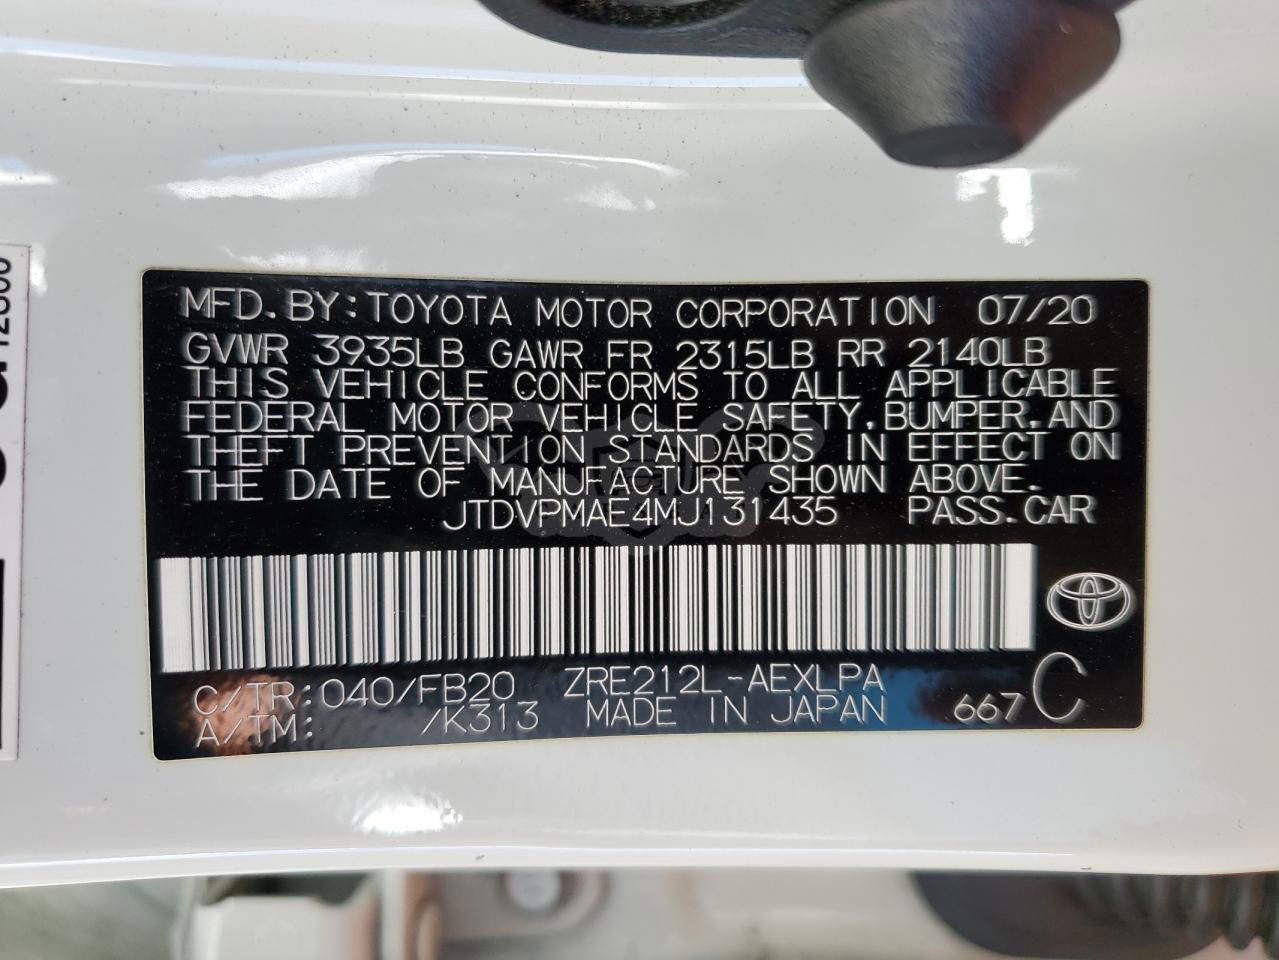 MFD. BY: TOYOTA MOTOR CORPORATION 07/20
GVWR 3935LB GAWR FR 2315LB RR 2140LB
THIS VEHICLE CONFORMS TO ALL APPLICABLE
FEDERAL MOTOR VEHICLE SAFETY, BUMPER, AND
THEFT PREVENTION STANDARDS IN EFFECT ON
THE DATE OF MANUFACTURE SHOWN ABOVE.
JTDVPMAE4MJ131435 PASS. CAR
C/TR: 040/FB20 ZRE212L-AEXLPA
A/TM: /K313 MADE IN JAPAN 667 C